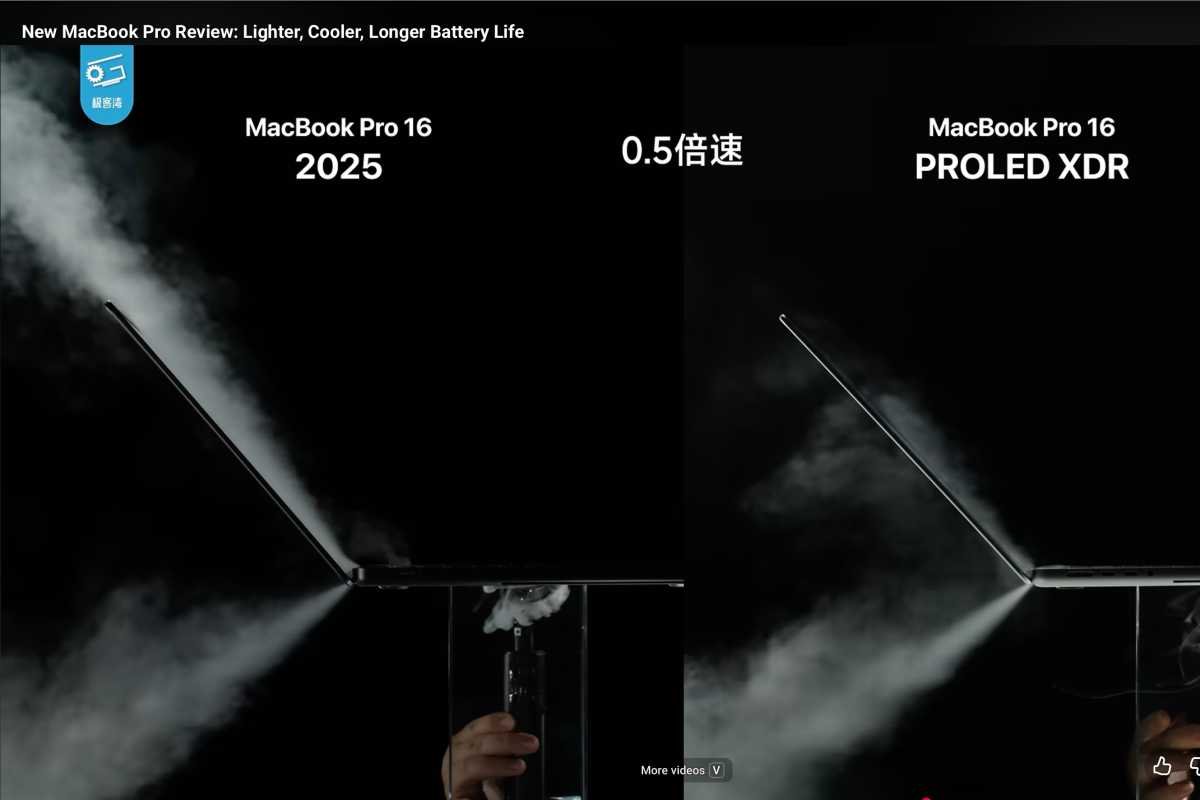 New MacBook Pro Review: Lighter, Cooler, Longer Battery Life
极客湾
MacBook Pro 16
2025
0.5倍速
MacBook Pro 16
PROLED XDR
More videos V